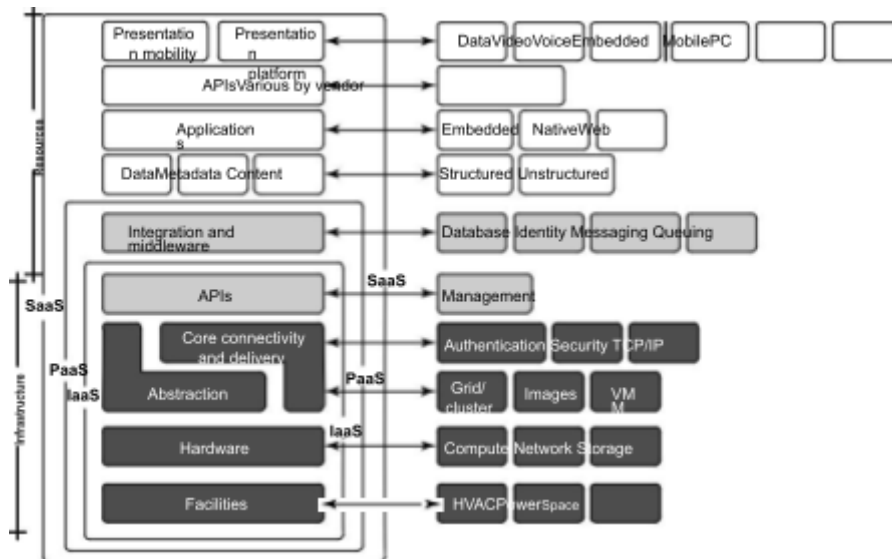 Presentatio
n mobility
Presentatio
n
platform
DataVideoVoiceEmbedded MobilePC
APIsVarious by vendor
Application
s
Embedded NativeWeb
DataMetadata Content
Structured Unstructured
Resources
Integration and
middleware
Database Identity Messaging Queuing
SaaS
SaaS
APIs
Management
Core connectivity
and delivery
Authentication Security TCP/IP
PaaS
PaaS
IaaS
Abstraction
Grid/
cluster
Images
VM
M
Infrastructure
IaaS
Hardware
Compute Network Storage
Facilities
HVACPowerSpace